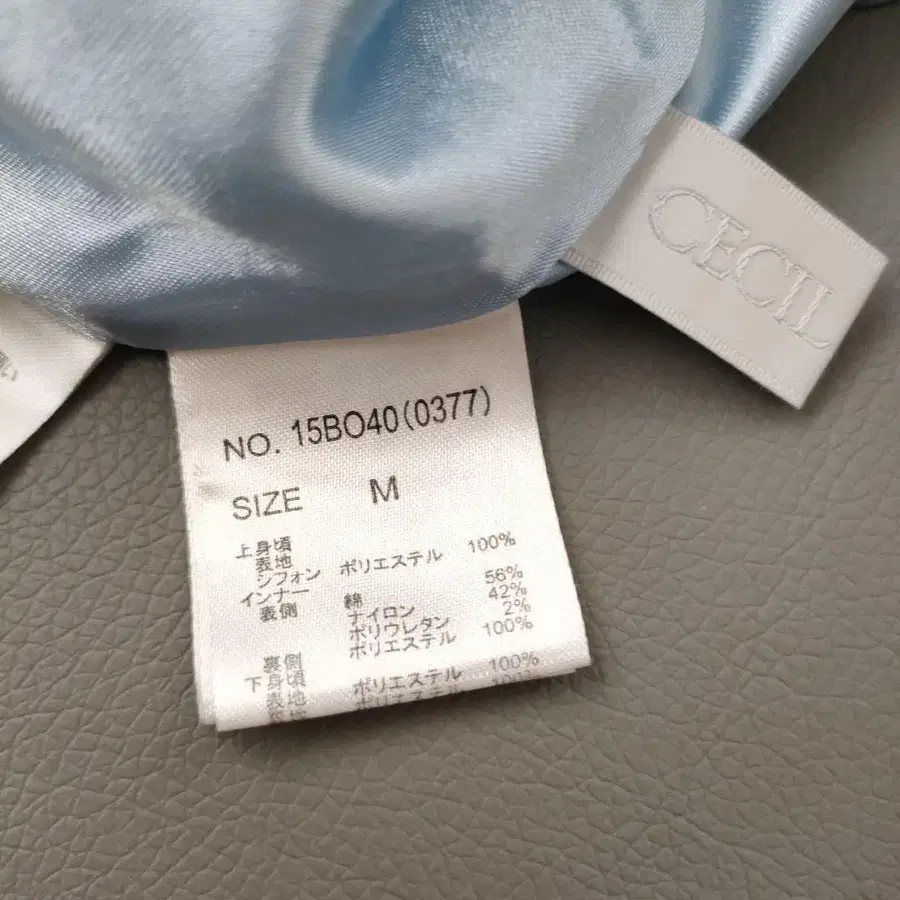 CECIL
NO. 15BO40(0377)
SIZE M
上身頃
表地
シフォン ポリエステル 100%
インナー
表側 綿 56%
ナイロン 42%
ポリウレタン 2%
裏側 ポリエステル 100%
下身頃
表地 ポリエステル 100%